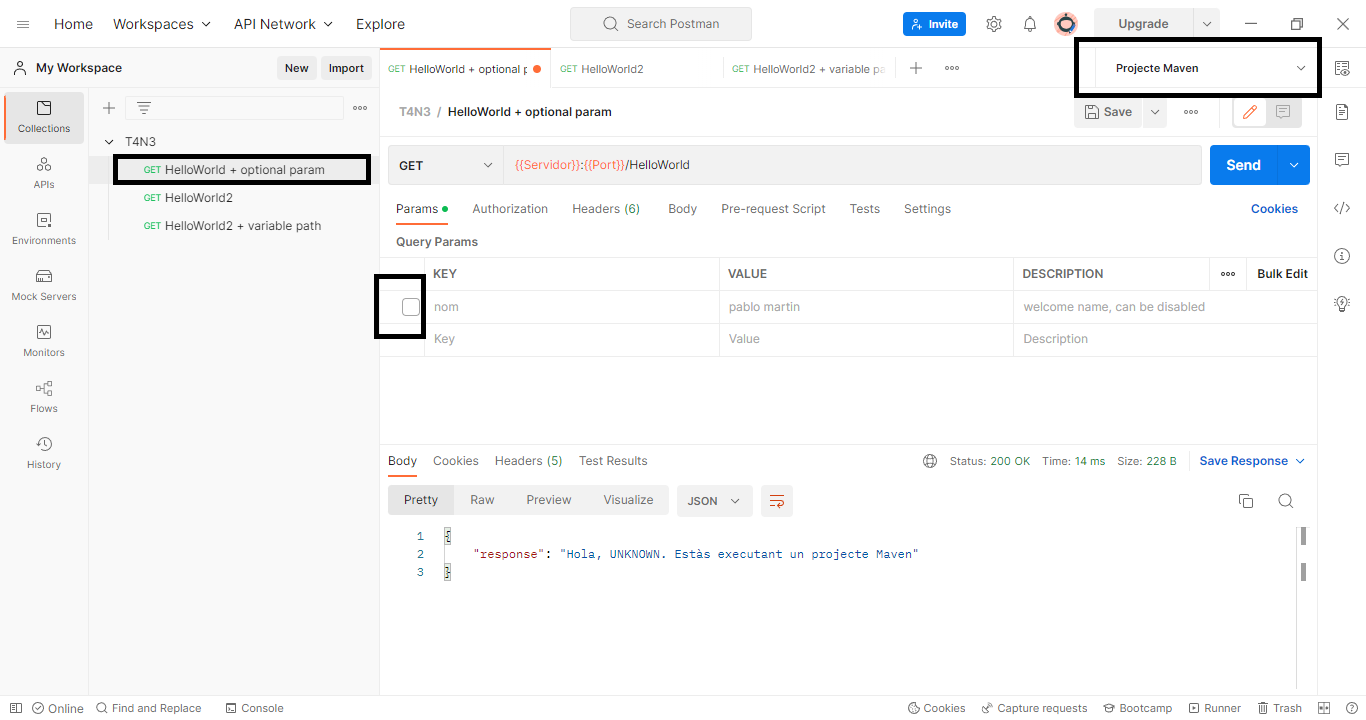 Home Workspaces API Network Explore Search Postman Invite Upgrade
My Workspace New Import GET HelloWorld + optional p GET HelloWorld2 GET HelloWorld2 + variable pa Projecte Maven
Collections
APIs
Environments
Mock Servers
Monitors
Flows
History
T4N3
GET HelloWorld + optional param
GET HelloWorld2
GET HelloWorld2 + variable path
T4N3 / HelloWorld + optional param Save
GET {{Servidor}}:{{Port}}/HelloWorld Send
Params Authorization Headers (6) Body Pre-request Script Tests Settings Cookies
Query Params
KEY VALUE DESCRIPTION Bulk Edit
nom pablo martin welcome name, can be disabled
Key Value Description
Body Cookies Headers (5) Test Results Status: 200 OK Time: 14 ms Size: 228 B Save Response
Pretty Raw Preview Visualize JSON
1 {
2 "response": "Hola, UNKNOWN. Estàs executant un projecte Maven"
3 }
Online Find and Replace Console Cookies Capture requests Bootcamp Runner Trash